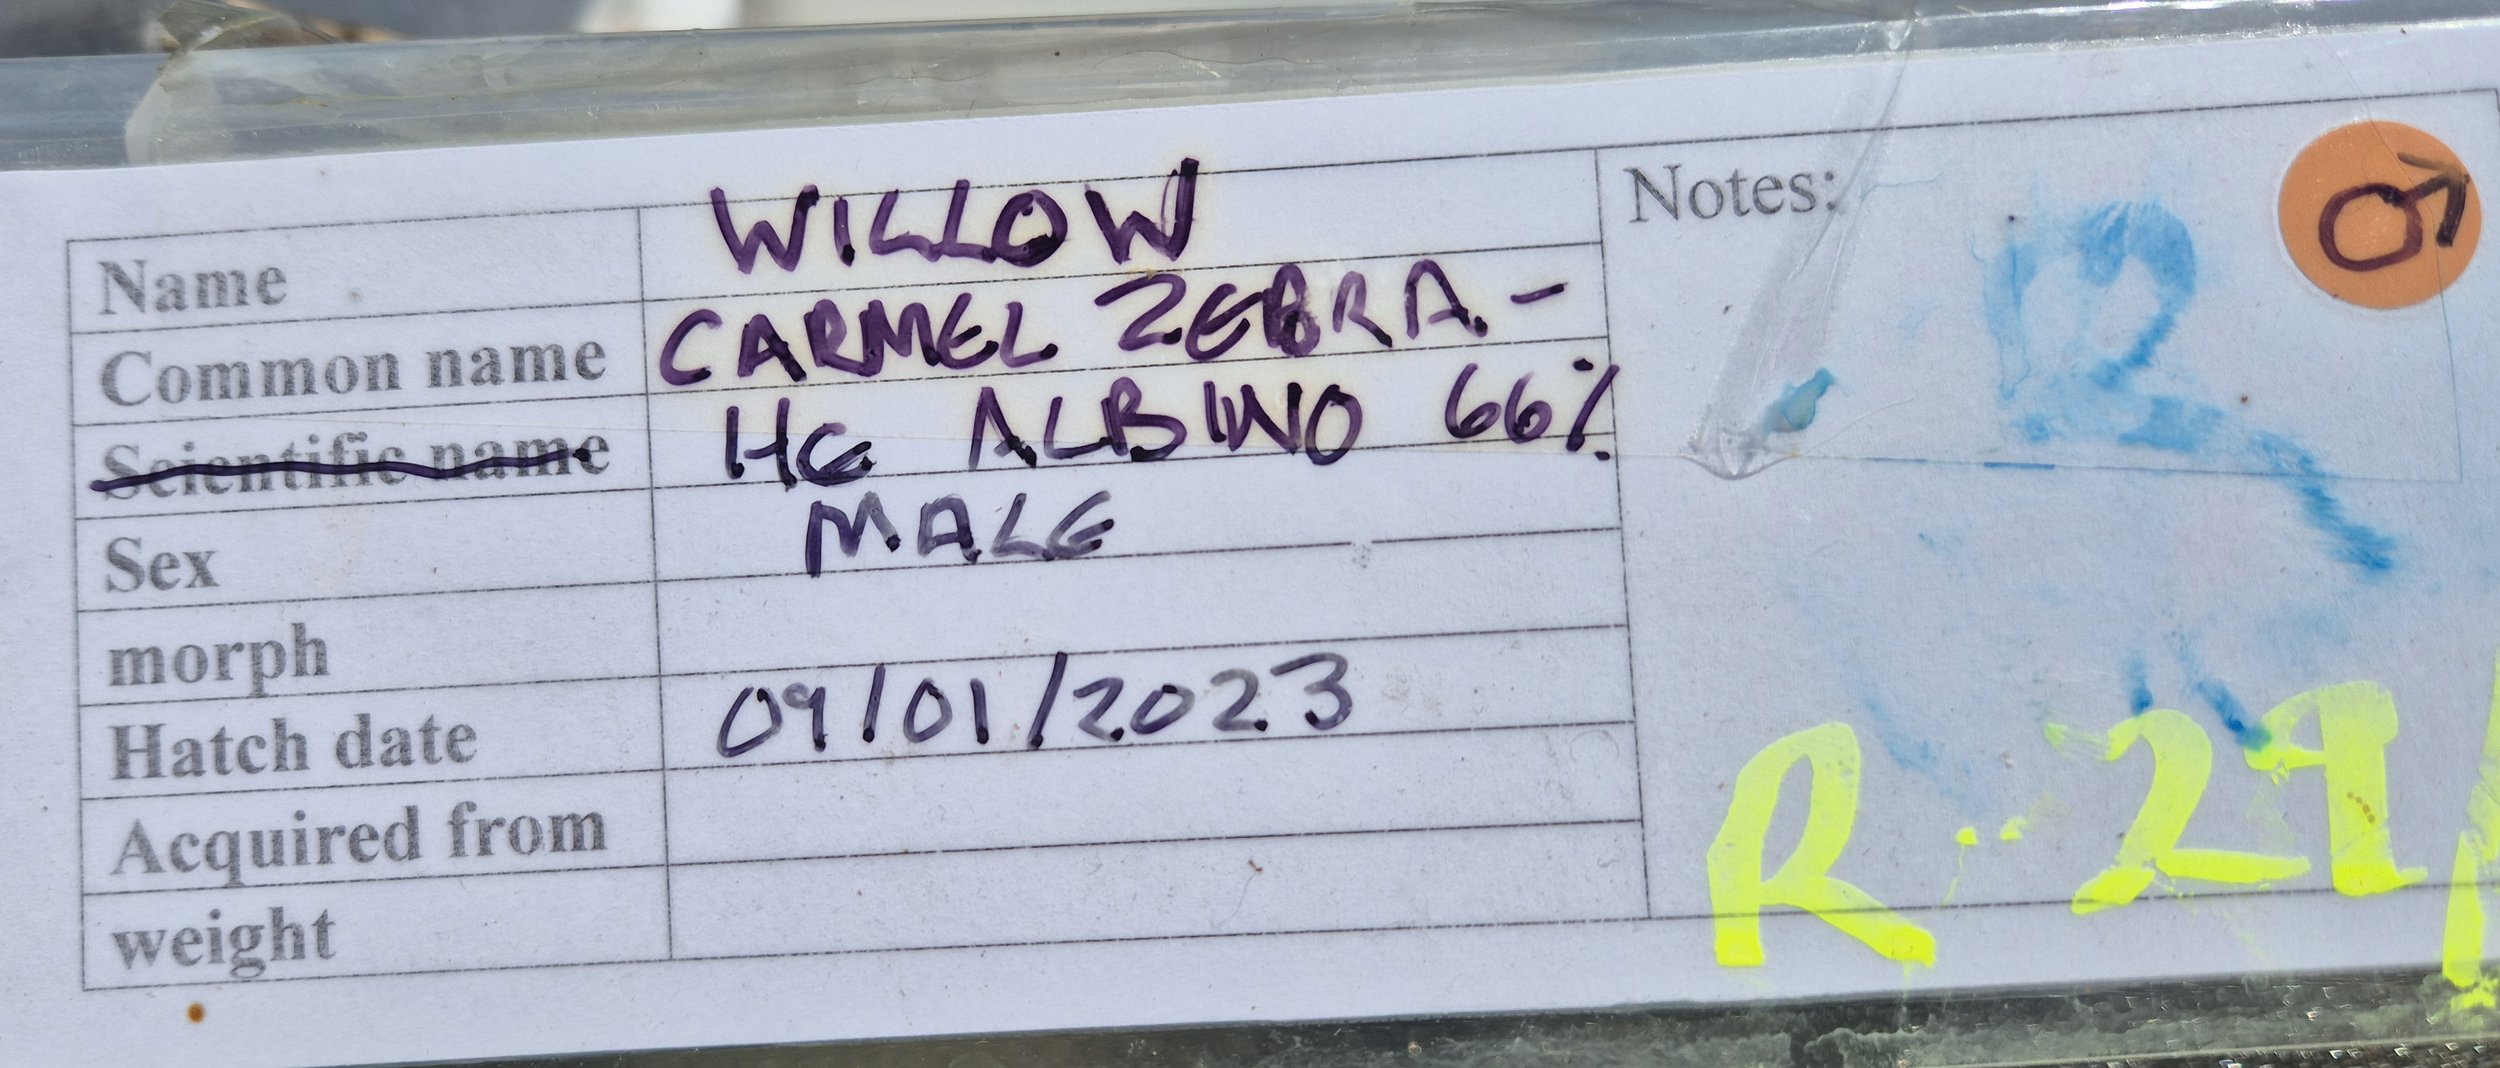 Name WILLOW
Common name CARMEL ZEBRA -
Scientific name HG ALBINO 66%
Sex MALE
morph
Hatch date 09/01/2023
Acquired from
weight
Notes:
♂
R
R: